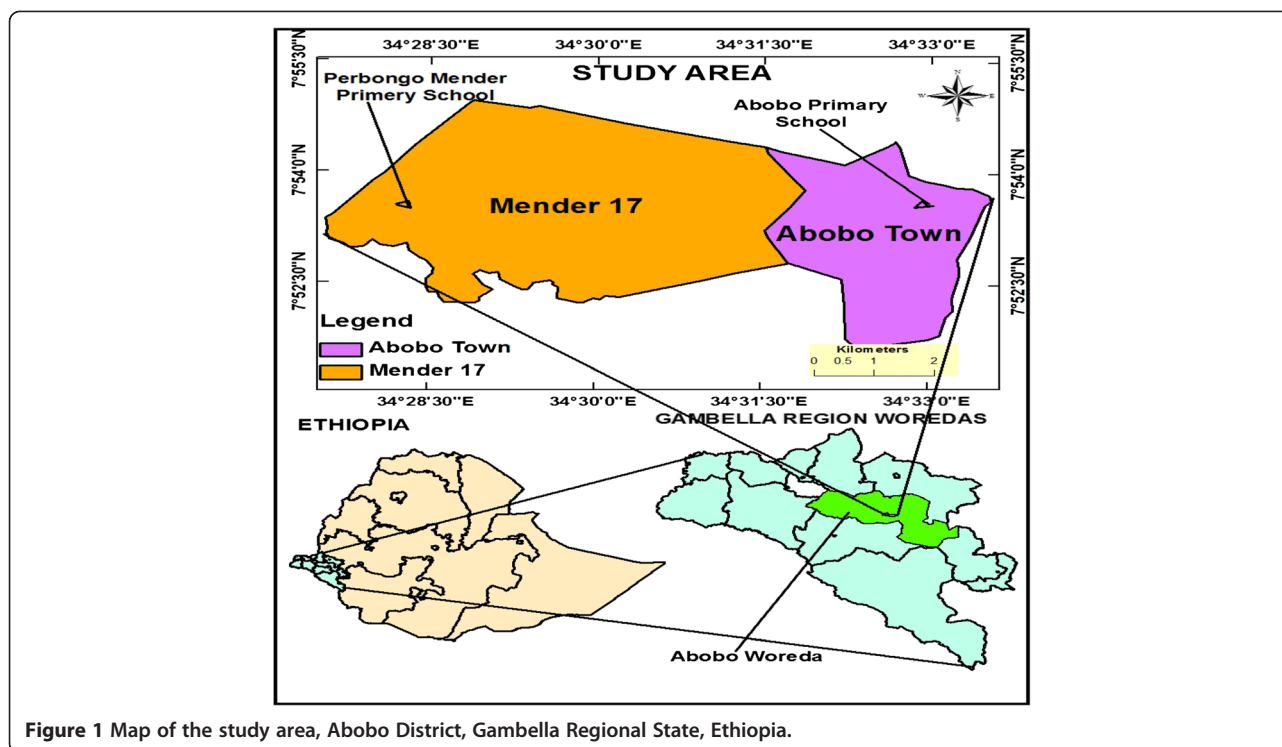 34°28'30"E 34°30'0"E 34°31'30"E 34°33'0"E
7°55'30"N
7°55'30"N
STUDY AREA
N
W E
S
Perbongo Mender
Primery School
Abobo Primary
School
7°54'0"N
7°54'0"N
Mender 17
Abobo Town
7°52'30"N
7°52'30"N
Legend
Abobo Town
Mender 17
Kilometers
0 0.5 1 2
34°28'30"E 34°30'0"E 34°31'30"E 34°33'0"E
ETHIOPIA
GAMBELLA REGION WOREDAS
Abobo Woreda
Figure 1 Map of the study area, Abobo District, Gambella Regional State, Ethiopia.